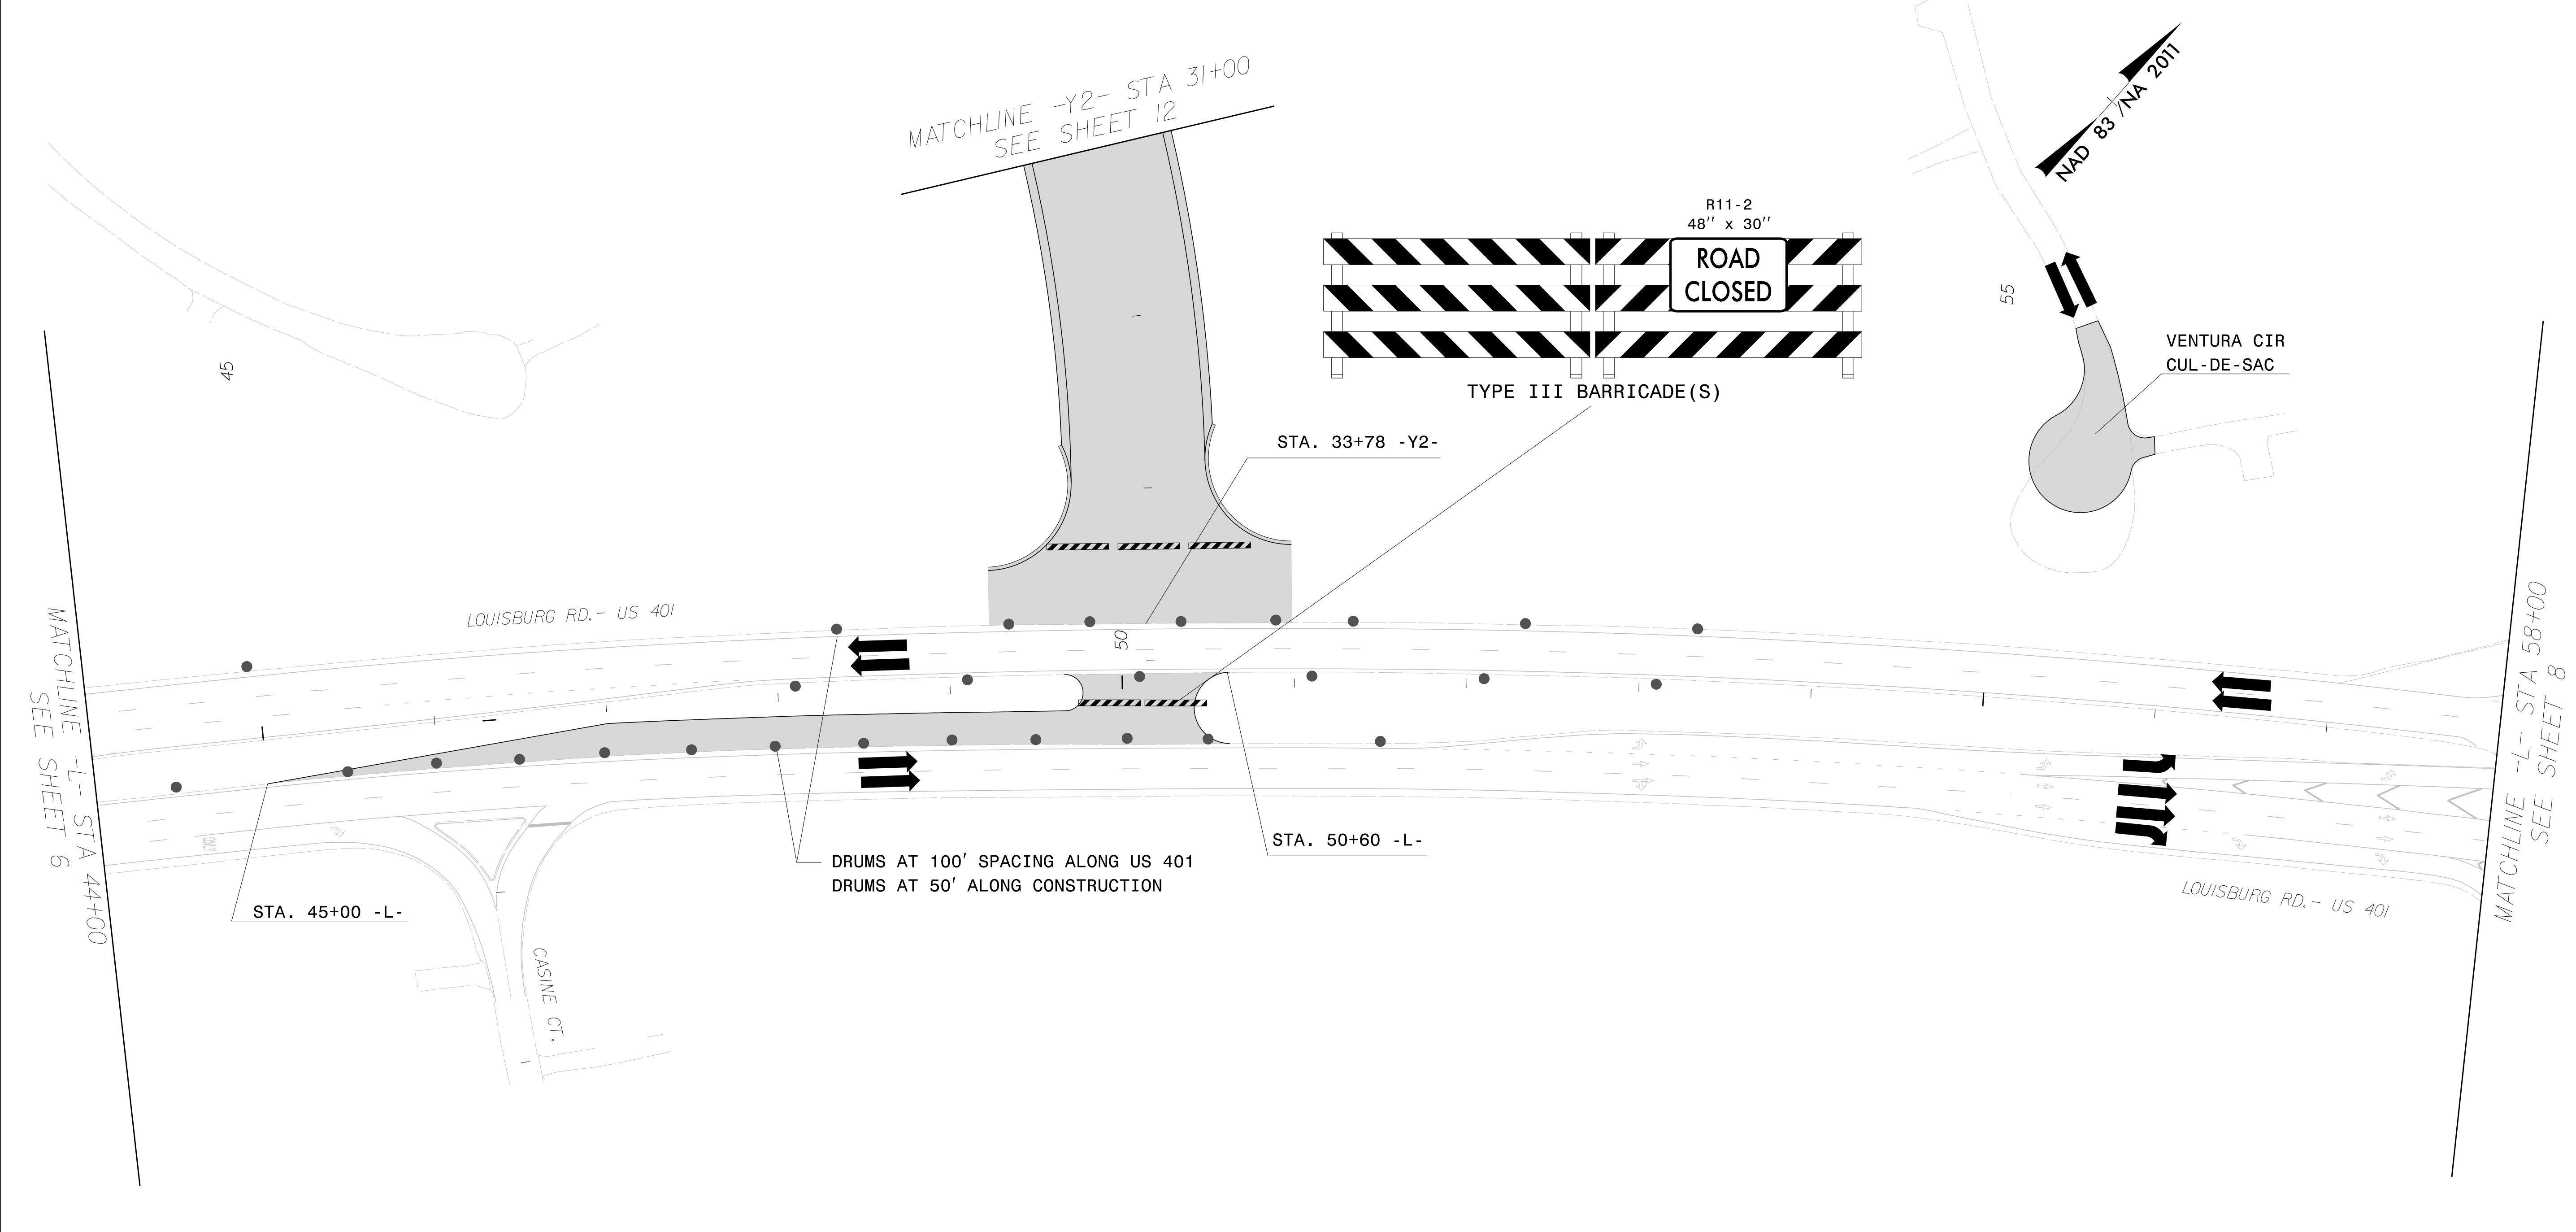 MATCHLINE -Y2- STA 31+00
SEE SHEET 12
NAD 83 /NA 2011
R11-2
48" x 30"
ROAD
CLOSED
TYPE III BARRICADE(S)
45
55
VENTURA CIR
CUL-DE-SAC
STA. 33+78 -Y2-
LOUISBURG RD.- US 401
50
MATCHLINE -L- STA 44+00
SEE SHEET 6
MATCHLINE -L- STA 58+00
SEE SHEET 8
ONLY
STA. 50+60 -L-
DRUMS AT 100' SPACING ALONG US 401
DRUMS AT 50' ALONG CONSTRUCTION
STA. 45+00 -L-
LOUISBURG RD.- US 401
CASINE CT.